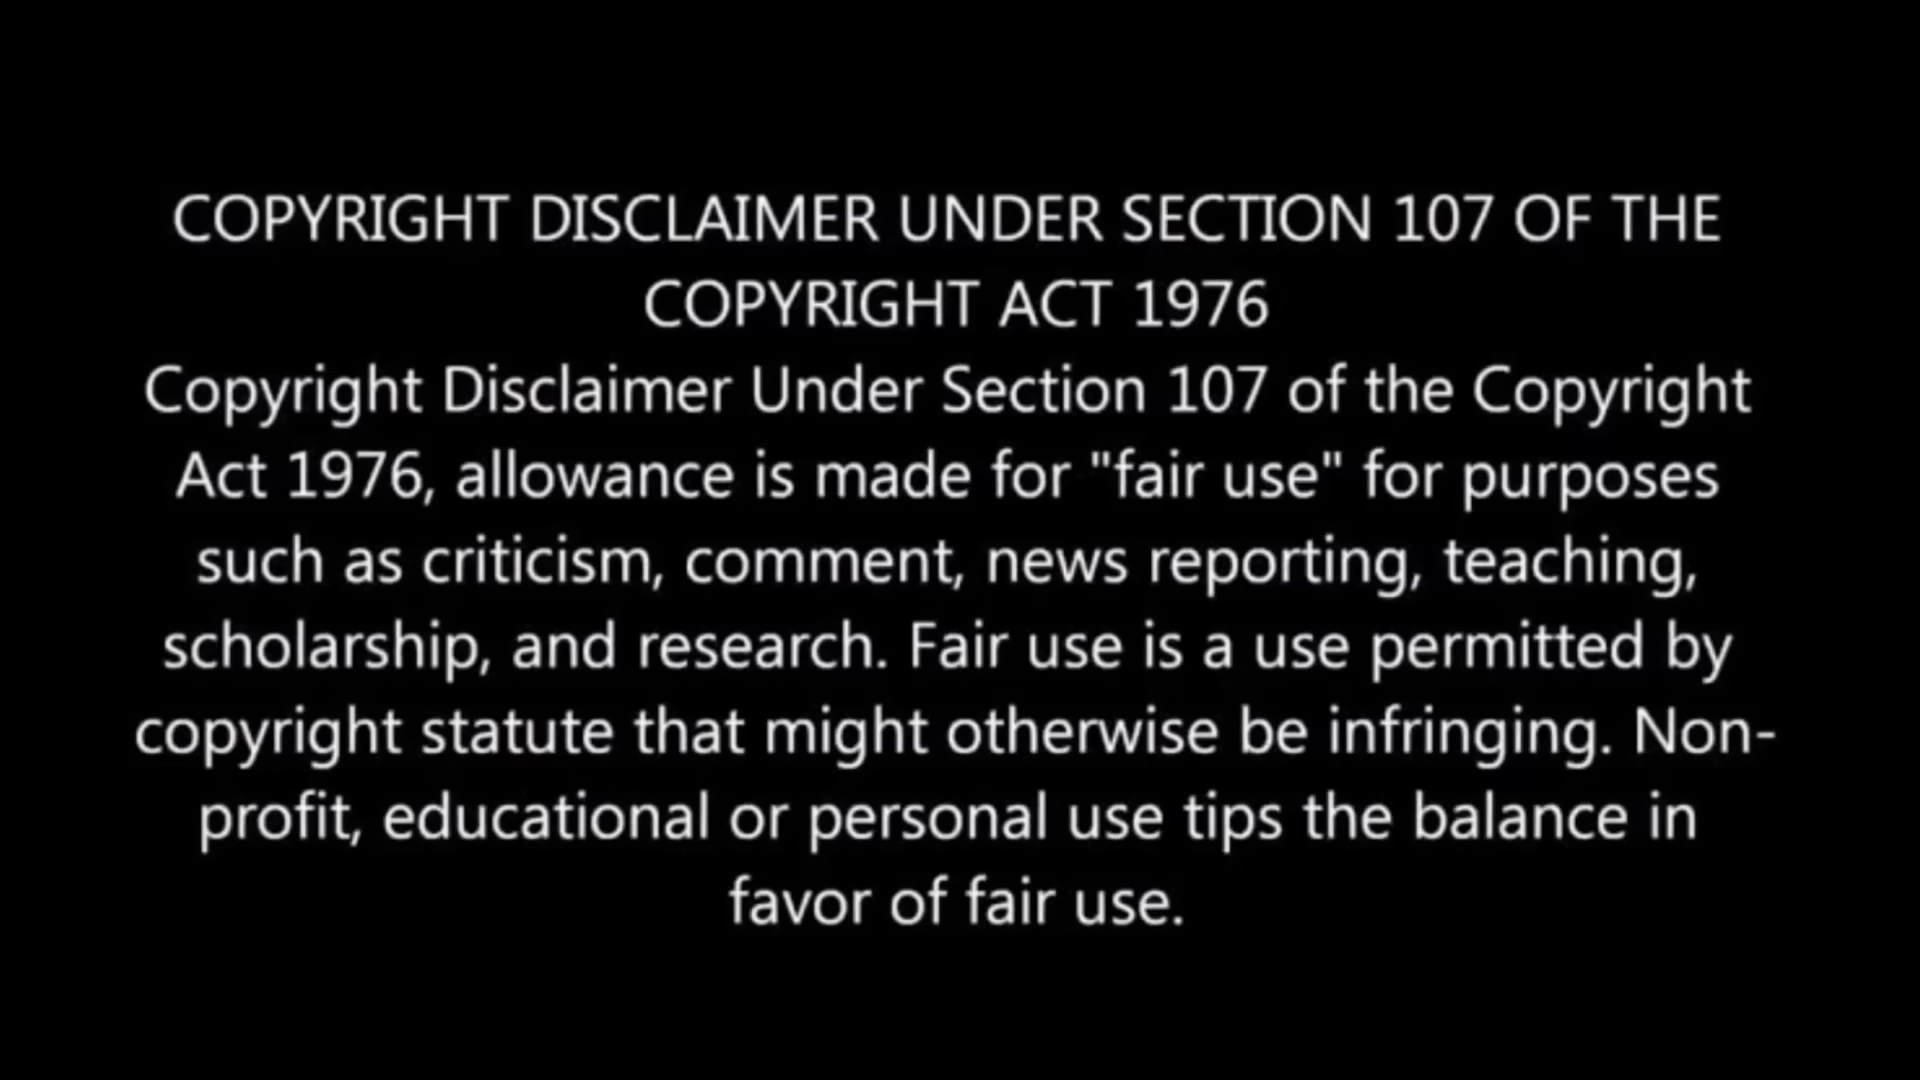 COPYRIGHT DISCLAIMER UNDER SECTION 107 OF THE
COPYRIGHT ACT 1976
Copyright Disclaimer Under Section 107 of the Copyright
Act 1976, allowance is made for "fair use" for purposes
such as criticism, comment, news reporting, teaching,
scholarship, and research. Fair use is a use permitted by
copyright statute that might otherwise be infringing. Non-
profit, educational or personal use tips the balance in
favor of fair use.